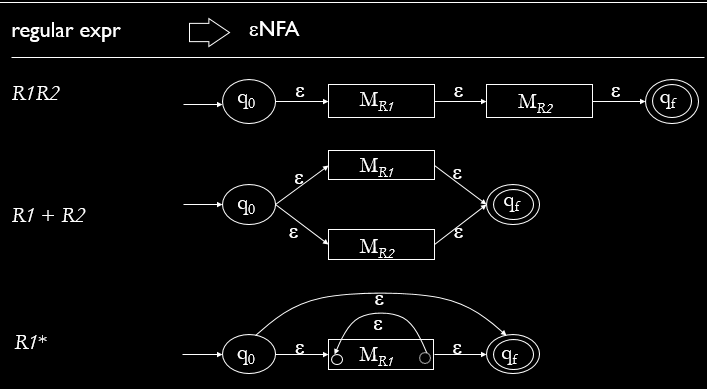 regular expr εNFA
R1R2 q0 ε MR1 ε MR2 ε qf
R1 + R2 q0 ε MR1 ε qf
ε MR2 ε
R1* q0 ε MR1 ε qf
ε
ε